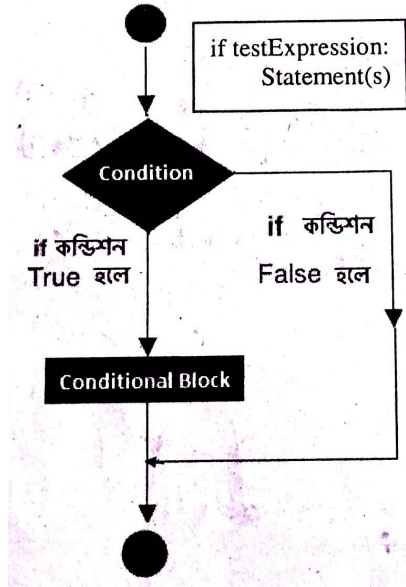 if testExpression:
Statement(s)
Condition
if কন্ডিশন
True হলে
if কন্ডিশন
False হলে
Conditional Block